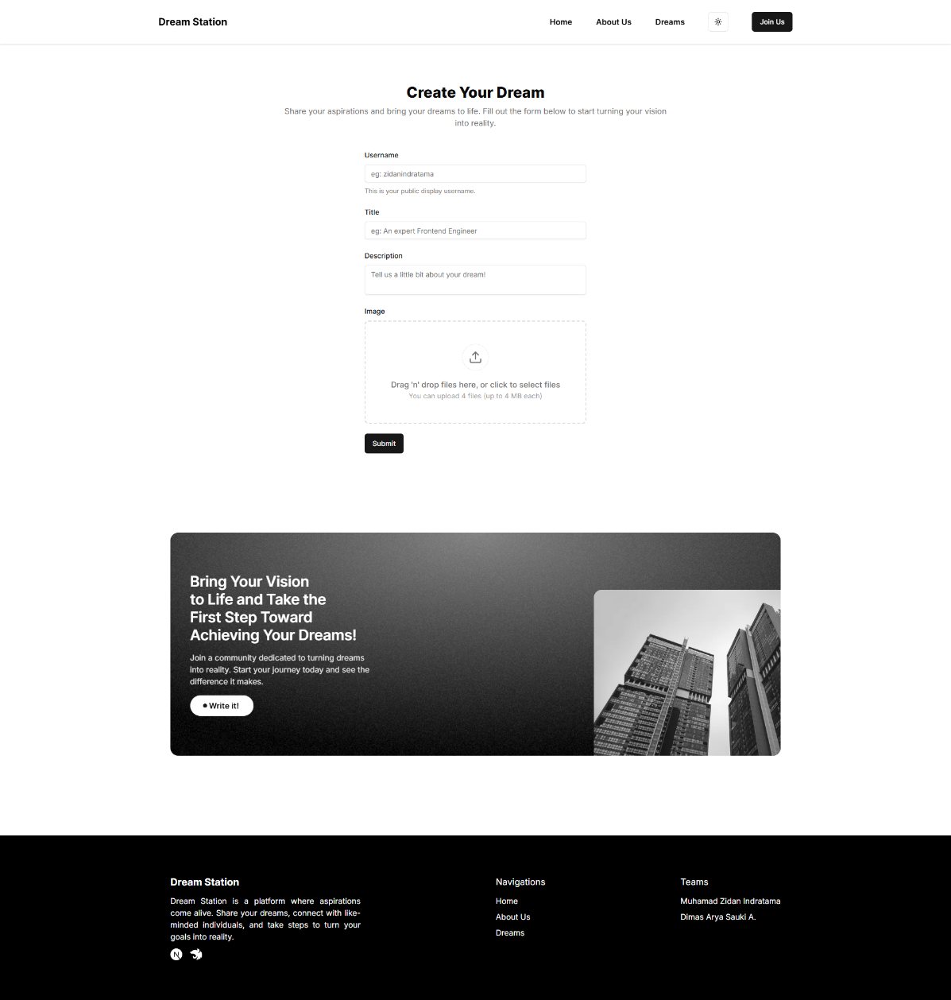 Dream Station
Home
About Us
Dreams
Join Us
Create Your Dream
Share your aspirations and bring your dreams to life. Fill out the form below to start turning your vision
into reality.
Username
eg: zidanindratama
This is your public display username.
Title
eg: An expert Frontend Engineer
Description
Tell us a little bit about your dream!
Image
Drag 'n' drop files here, or click to select files
You can upload 4 files (up to 4 MB each)
Submit
Bring Your Vision
to Life and Take the
First Step Toward
Achieving Your Dreams!
Join a community dedicated to turning dreams
into reality. Start your journey today and see the
difference it makes.
Write it!
Dream Station
Dream Station is a platform where aspirations
come alive. Share your dreams, connect with like-
minded individuals, and take steps to turn your
goals into reality.
N
Navigations
Home
About Us
Dreams
Teams
Muhamad Zidan Indratama
Dimas Arya Sauki A.